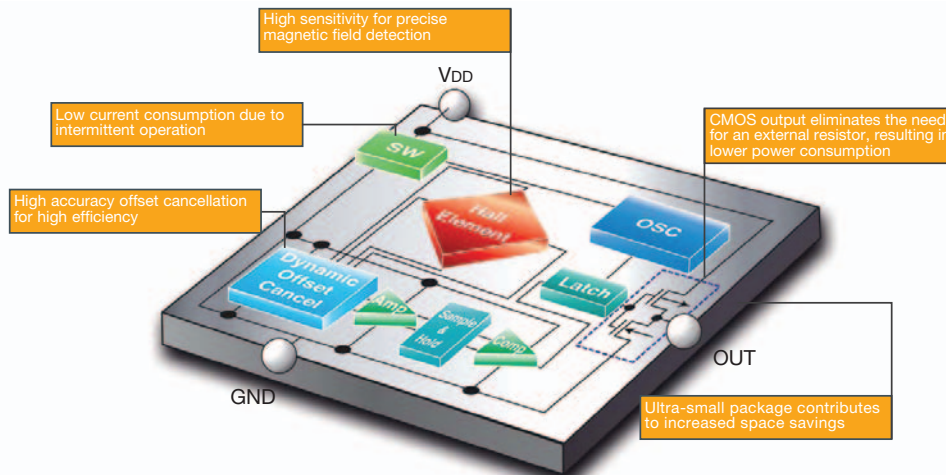 High sensitivity for precise
magnetic field detection
VDD
Low current consumption due to
intermittent operation
CMOS output eliminates the need
for an external resistor, resulting in
lower power consumption
SW
High accuracy offset cancellation
for high efficiency
Hall
Element
OSC
Dynamic
Offset
Cancel
Latch
Amp
Sample
&
Hold
Comp
OUT
GND
Ultra-small package contributes
to increased space savings